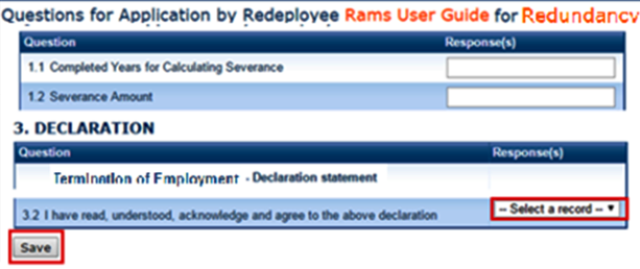 Questions for Application by Redeployee Rams User Guide for Redundancy
Question Response(s)
1.1 Completed Years for Calculating Severance
1.2 Severance Amount
3. DECLARATION
Question Response(s)
Termination of Employment - Declaration statement
3.2 I have read, understood, acknowledge and agree to the above declaration -- Select a record --
Save